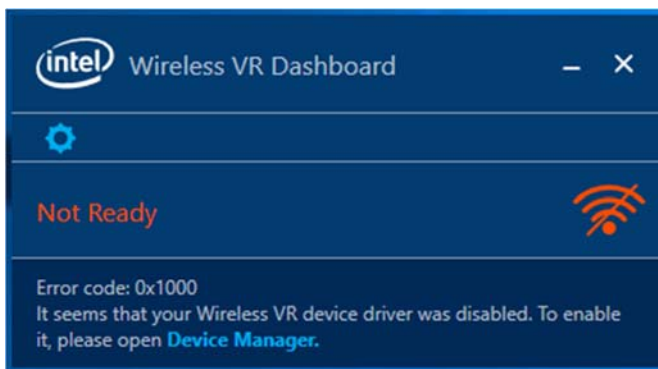 intel Wireless VR Dashboard
Not Ready
Error code: 0x1000
It seems that your Wireless VR device driver was disabled. To enable
it, please open Device Manager.